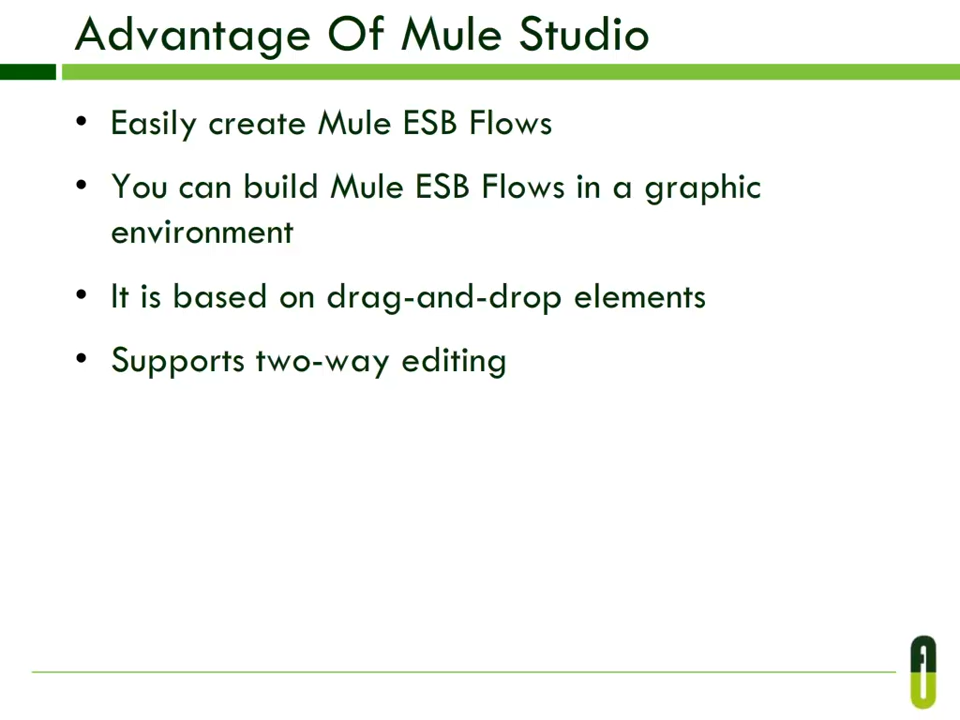 Advantage Of Mule Studio
• Easily create Mule ESB Flows
• You can build Mule ESB Flows in a graphic
environment
• It is based on drag-and-drop elements
• Supports two-way editing